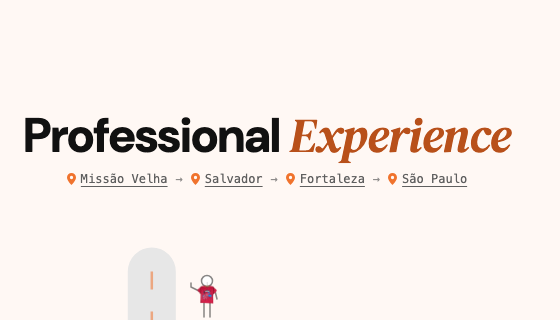 Professional Experience
Missão Velha → Salvador → Fortaleza → São Paulo